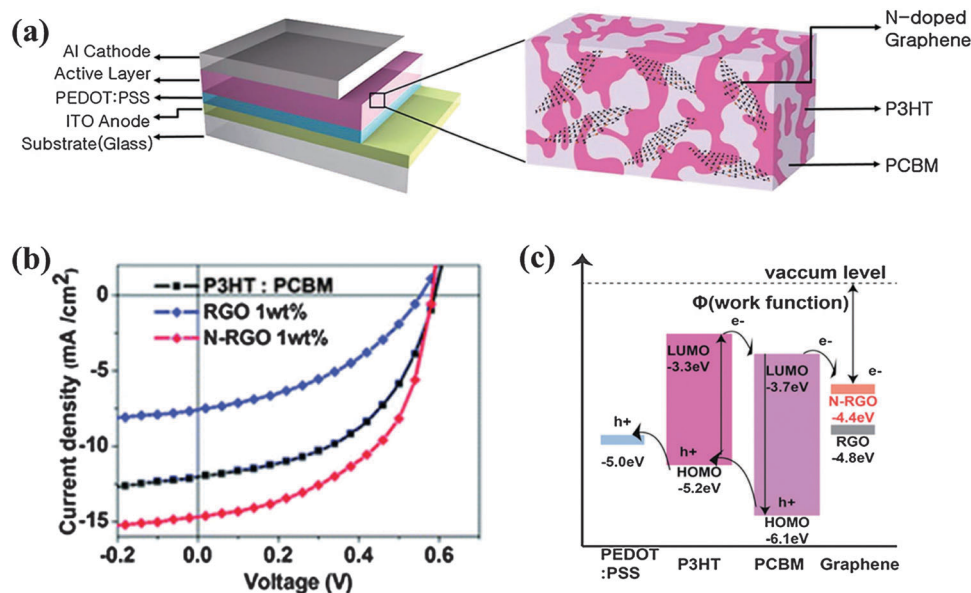 (a)
Al Cathode
Active Layer
PEDOT:PSS
ITO Anode
Substrate(Glass)
N-doped
Graphene
P3HT
PCBM
(b)
P3HT : PCBM
RGO 1wt%
N-RGO 1wt%
0
-5
-10
-15
-0.2
0.0
0.2
0.4
0.6
Current density (mA /cm²)
Voltage (V)
(c)
vaccum level
Φ(work function)
e-
e-
e-
LUMO
-3.3eV
LUMO
-3.7eV
N-RGO
-4.4eV
RGO
-4.8eV
h+
-5.0eV
h+
HOMO
-5.2eV
h+
HOMO
-6.1eV
PEDOT
:PSS
P3HT
PCBM
Graphene